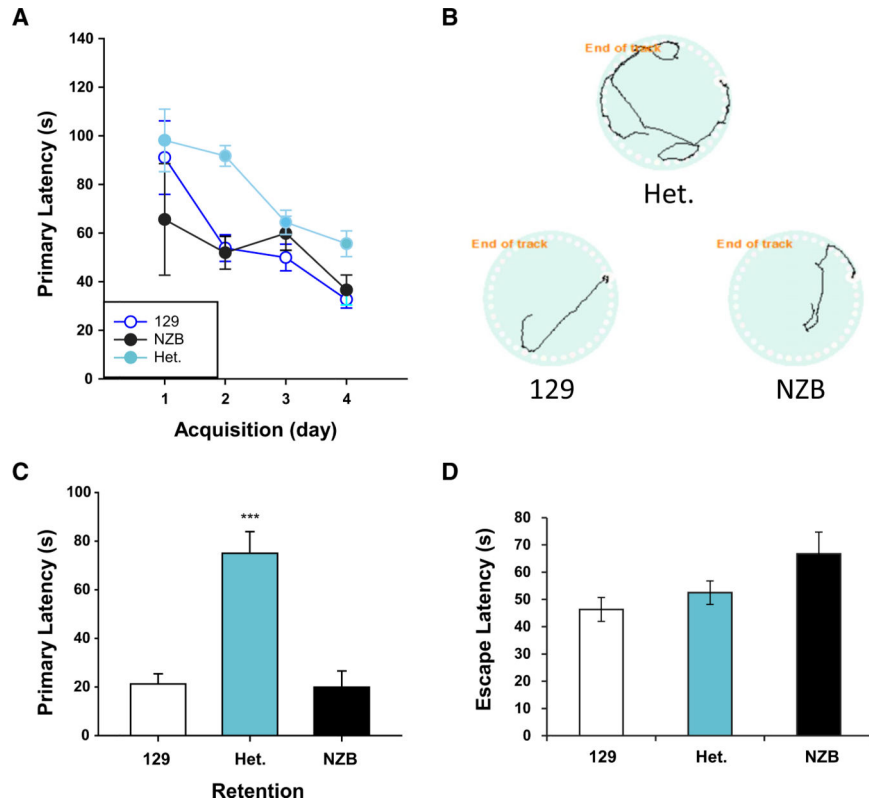 A
Primary Latency (s)
140
120
100
80
60
40
20
0
129
NZB
Het.
1 2 3 4
Acquisition (day)
B
End of track
Het.
End of track
129
End of track
NZB
C
Primary Latency (s)
100
80
60
40
20
0
***
129 Het. NZB
Retention
D
Escape Latency (s)
80
70
60
50
40
30
20
10
0
129 Het. NZB